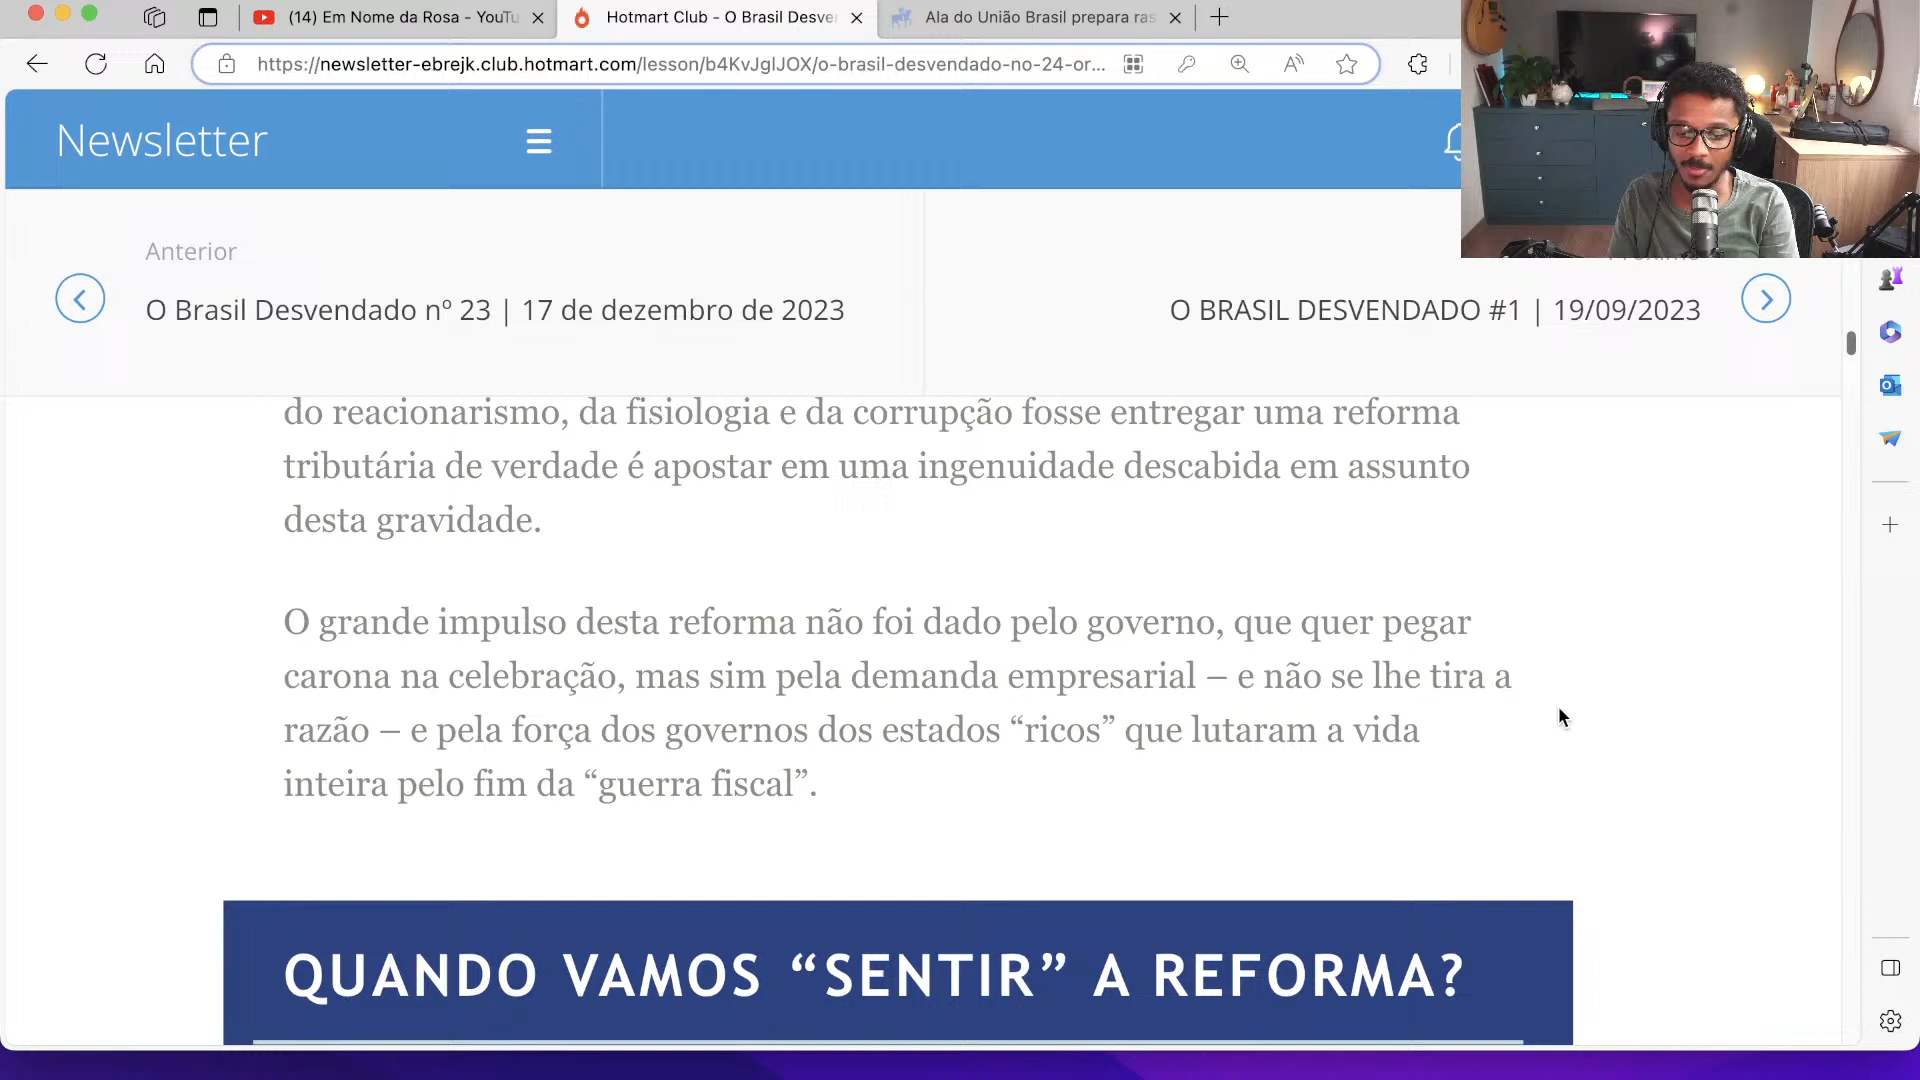 (14) Em Nome da Rosa - YouTu
Hotmart Club - O Brasil Desve
Ala do União Brasil prepara ras
https://newsletter-ebrejk.club.hotmart.com/lesson/b4KvJglJOX/o-brasil-desvendado-no-24-or...
Newsletter
Anterior
O Brasil Desvendado nº 23 | 17 de dezembro de 2023
O BRASIL DESVENDADO #1 | 19/09/2023
do reacionarismo, da fisiologia e da corrupção fosse entregar uma reforma
tributária de verdade é apostar em uma ingenuidade descabida em assunto
desta gravidade.
O grande impulso desta reforma não foi dado pelo governo, que quer pegar
carona na celebração, mas sim pela demanda empresarial – e não se lhe tira a
razão – e pela força dos governos dos estados “ricos” que lutaram a vida
inteira pelo fim da “guerra fiscal”.
QUANDO VAMOS “SENTIR” A REFORMA?